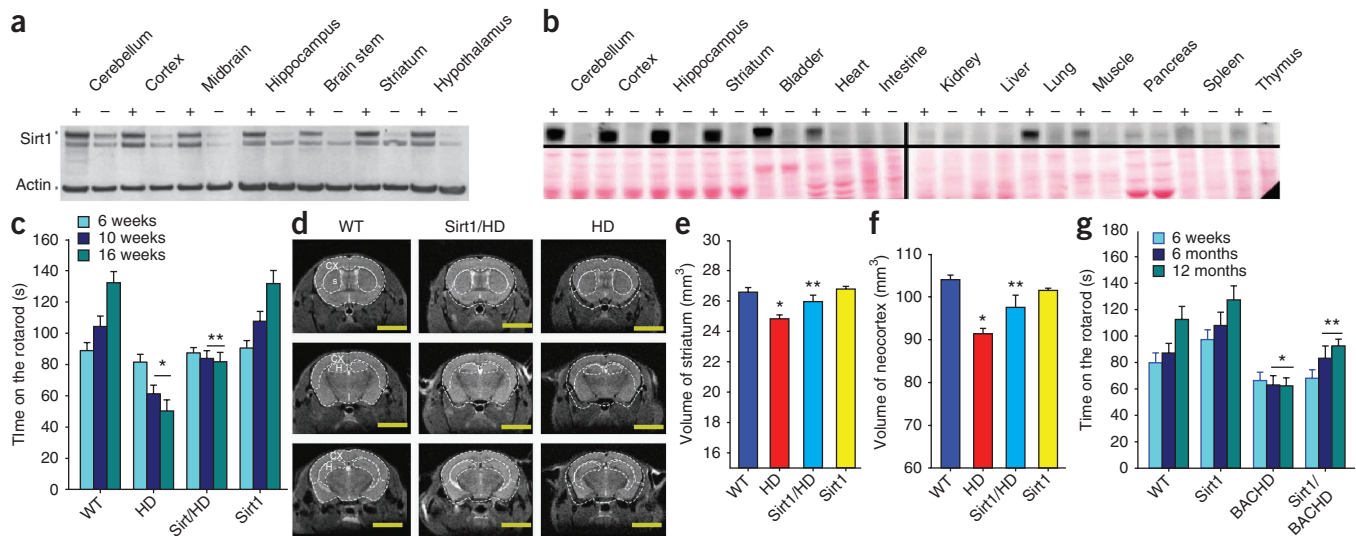 a
Cerebellum Cortex Midbrain Hippocampus Brain stem Striatum Hypothalamus
+ – + – + – + – + – + – + –
Sirt1
Actin
b
Cerebellum Cortex Hippocampus Striatum Bladder Heart Intestine Kidney Liver Lung Muscle Pancreas Spleen Thymus
+ – + – + – + – + – + – + – + – + – + – + – + – + – + –
c
6 weeks
10 weeks
16 weeks
Time on the rotarod (s)
160
140
120
100
80
60
40
20
0
*
**
WT HD Sirt/HD Sirt1
d
WT Sirt1/HD HD
CX
S
CX
H
CX
H
e
Volume of striatum (mm3)
30
28
26
24
22
20
18
16
*
**
WT HD Sirt1/HD Sirt1
f
Volume of neocortex (mm3)
110
100
90
80
70
60
*
**
WT HD Sirt1/HD Sirt1
g
6 weeks
6 months
12 months
Time on the rotarod (s)
180
160
140
120
100
80
60
40
20
0
*
**
WT Sirt1 BACHD Sirt1/
BACHD